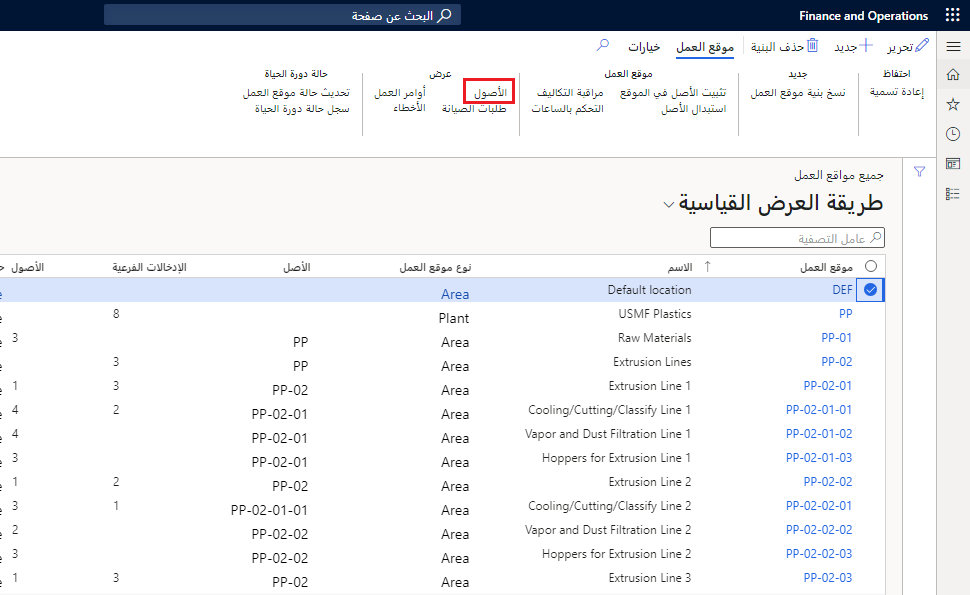 Finance and Operations
البحث عن صفحة
تحرير
جديد
حذف البنية
موقع العمل
خيارات
احتفاظ
إعادة تسمية
جديد
نسخ بنية موقع العمل
موقع العمل
تثبيت الأصل في الموقع
مراقبة التكاليف
استبدال الأصل
التحكم بالساعات
عرض
الأصول
أوامر العمل
طلبات الصيانة
الأخطاء
حالة دورة الحياة
تحديث حالة موقع العمل
سجل حالة دورة الحياة
جميع مواقع العمل
طريقة العرض القياسية
عامل التصفية
موقع العمل الاسم نوع موقع العمل الأصل الإدخالات الفرعية الأصول
DEF Default location Area
PP USMF Plastics Plant 8
PP-01 Raw Materials Area PP 3
PP-02 Extrusion Lines Area PP 3
PP-02-01 Extrusion Line 1 Area PP-02 3 1
PP-02-01-01 Cooling/Cutting/Classify Line 1 Area PP-02-01 2 4
PP-02-01-02 Vapor and Dust Filtration Line 1 Area PP-02-01 4
PP-02-01-03 Hoppers for Extrusion Line 1 Area PP-02-01 3
PP-02-02 Extrusion Line 2 Area PP-02 2 1
PP-02-02-01 Cooling/Cutting/Classify Line 2 Area PP-02-01-01 1 3
PP-02-02-02 Vapor and Dust Filtration Line 2 Area PP-02-02 2
PP-02-02-03 Hoppers for Extrusion Line 2 Area PP-02-02 3
PP-02-03 Extrusion Line 3 Area PP-02 3 1